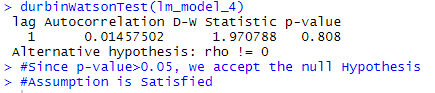 > durbinWatsonTest(lm_model_4)
lag Autocorrelation D-W Statistic p-value
1 0.01457502 1.970788 0.808
Alternative hypothesis: rho != 0
> #Since p-value>0.05, we accept the null Hypothesis
> #Assumption is Satisfied